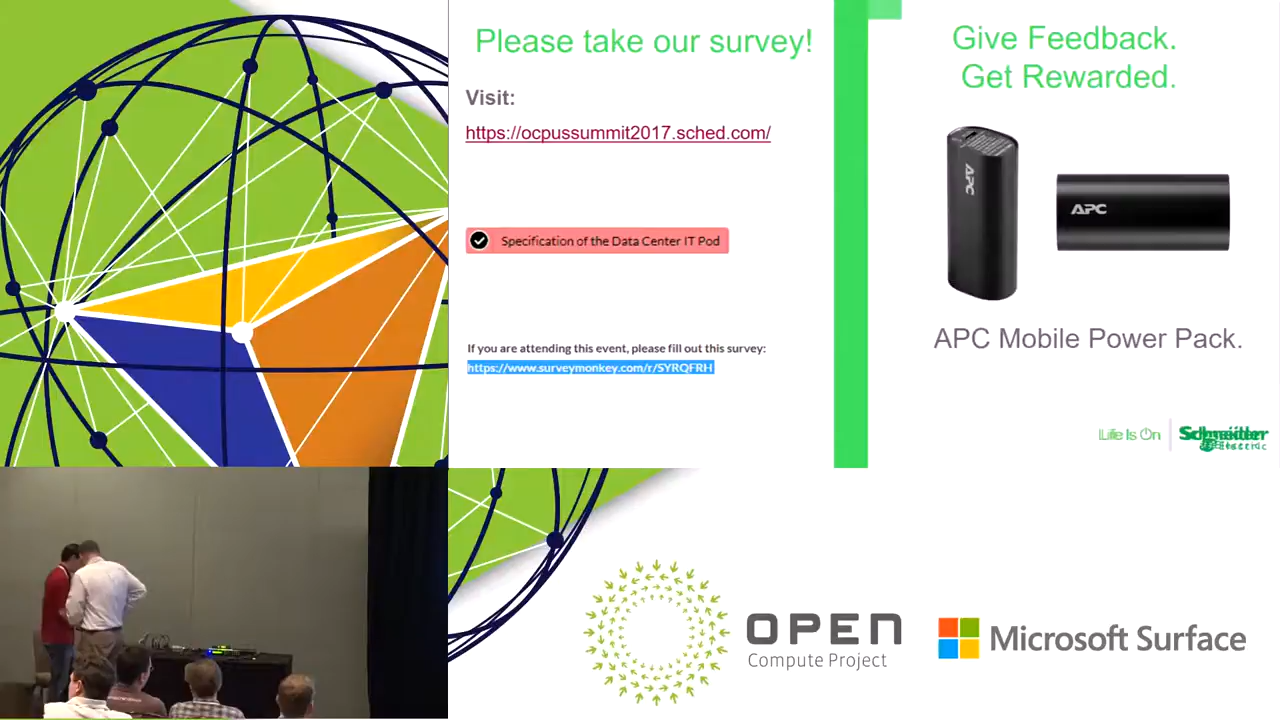 Please take our survey!
Visit:
https://ocpussummit2017.sched.com/
Specification of the Data Center IT Pod
If you are attending this event, please fill out this survey:
https://www.surveymonkey.com/r/SYRQFRH
Give Feedback.
Get Rewarded.
APC
APC
APC Mobile Power Pack.
Life Is On
Schneider
Electric
OPEN
Compute Project
Microsoft Surface